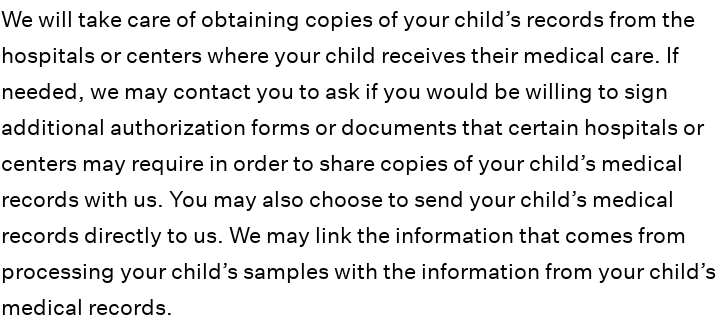 We will take care of obtaining copies of your child’s records from the
hospitals or centers where your child receives their medical care. If
needed, we may contact you to ask if you would be willing to sign
additional authorization forms or documents that certain hospitals or
centers may require in order to share copies of your child’s medical
records with us. You may also choose to send your child’s medical
records directly to us. We may link the information that comes from
processing your child’s samples with the information from your child’s
medical records.